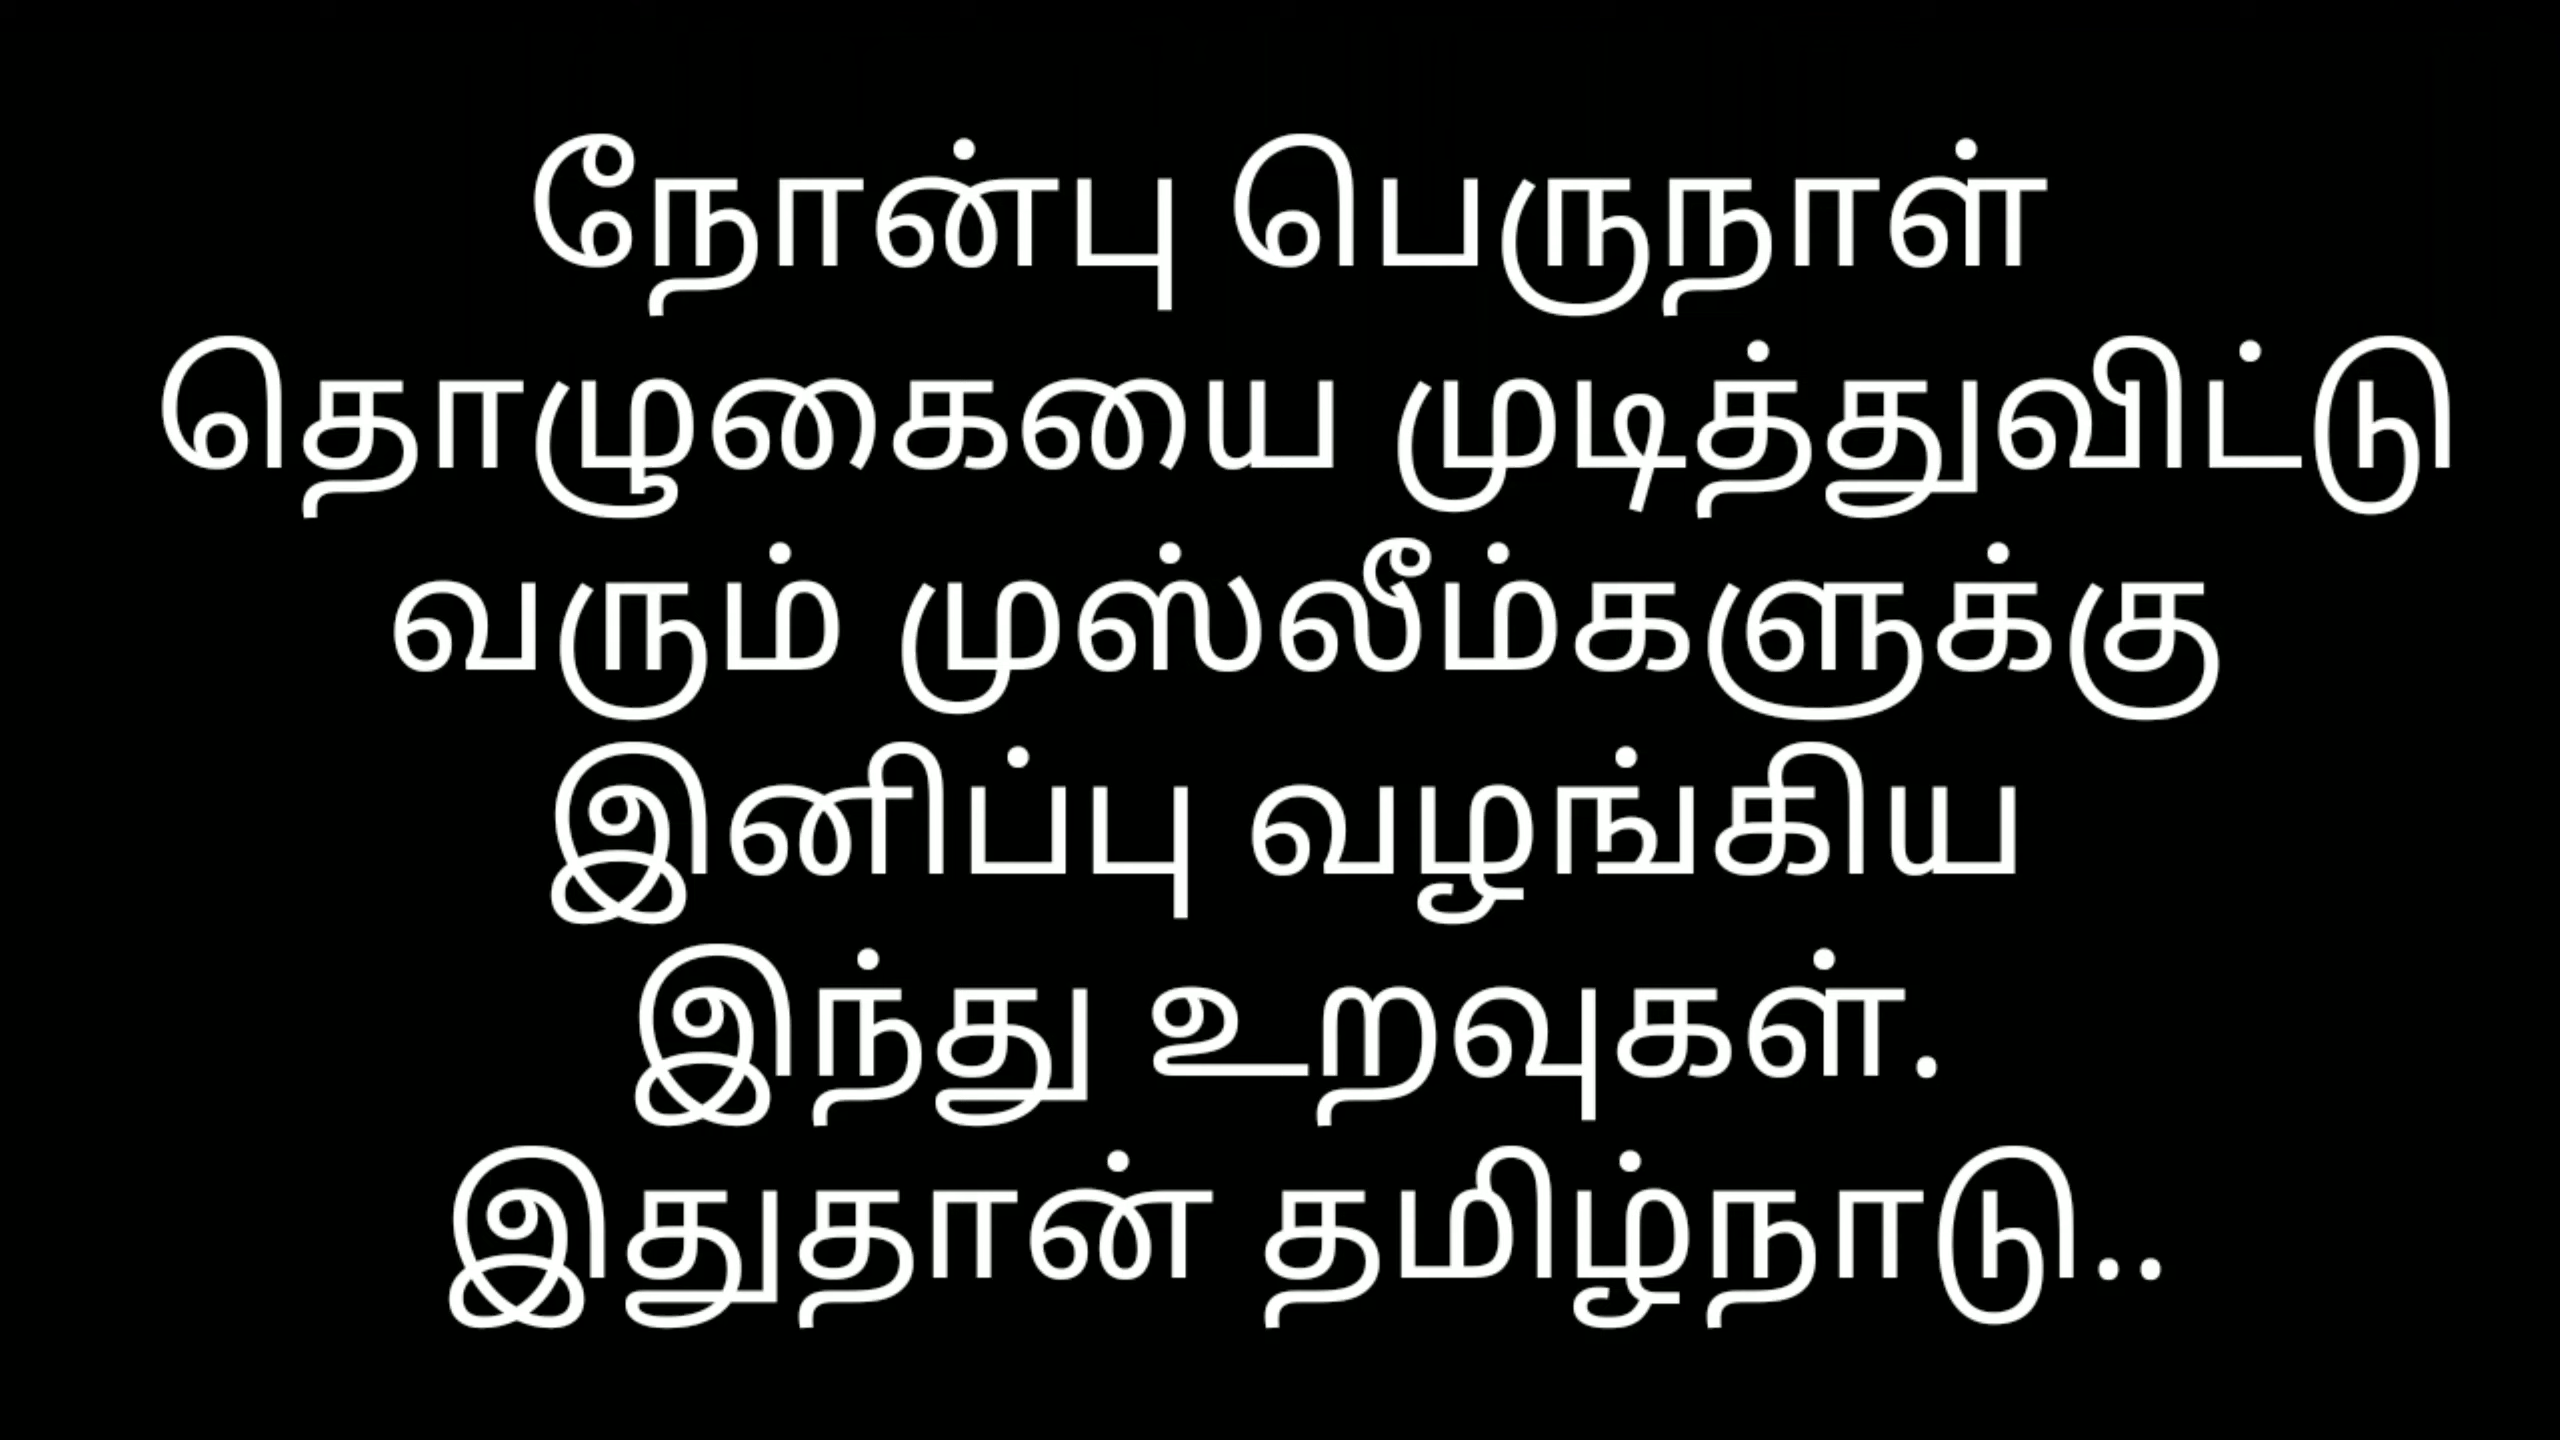 நோன்பு பெருநாள்
தொழுகையை முடித்துவிட்டு
வரும் முஸ்லீம்களுக்கு
இனிப்பு வழங்கிய
இந்து உறவுகள்.
இதுதான் தமிழ்நாடு..